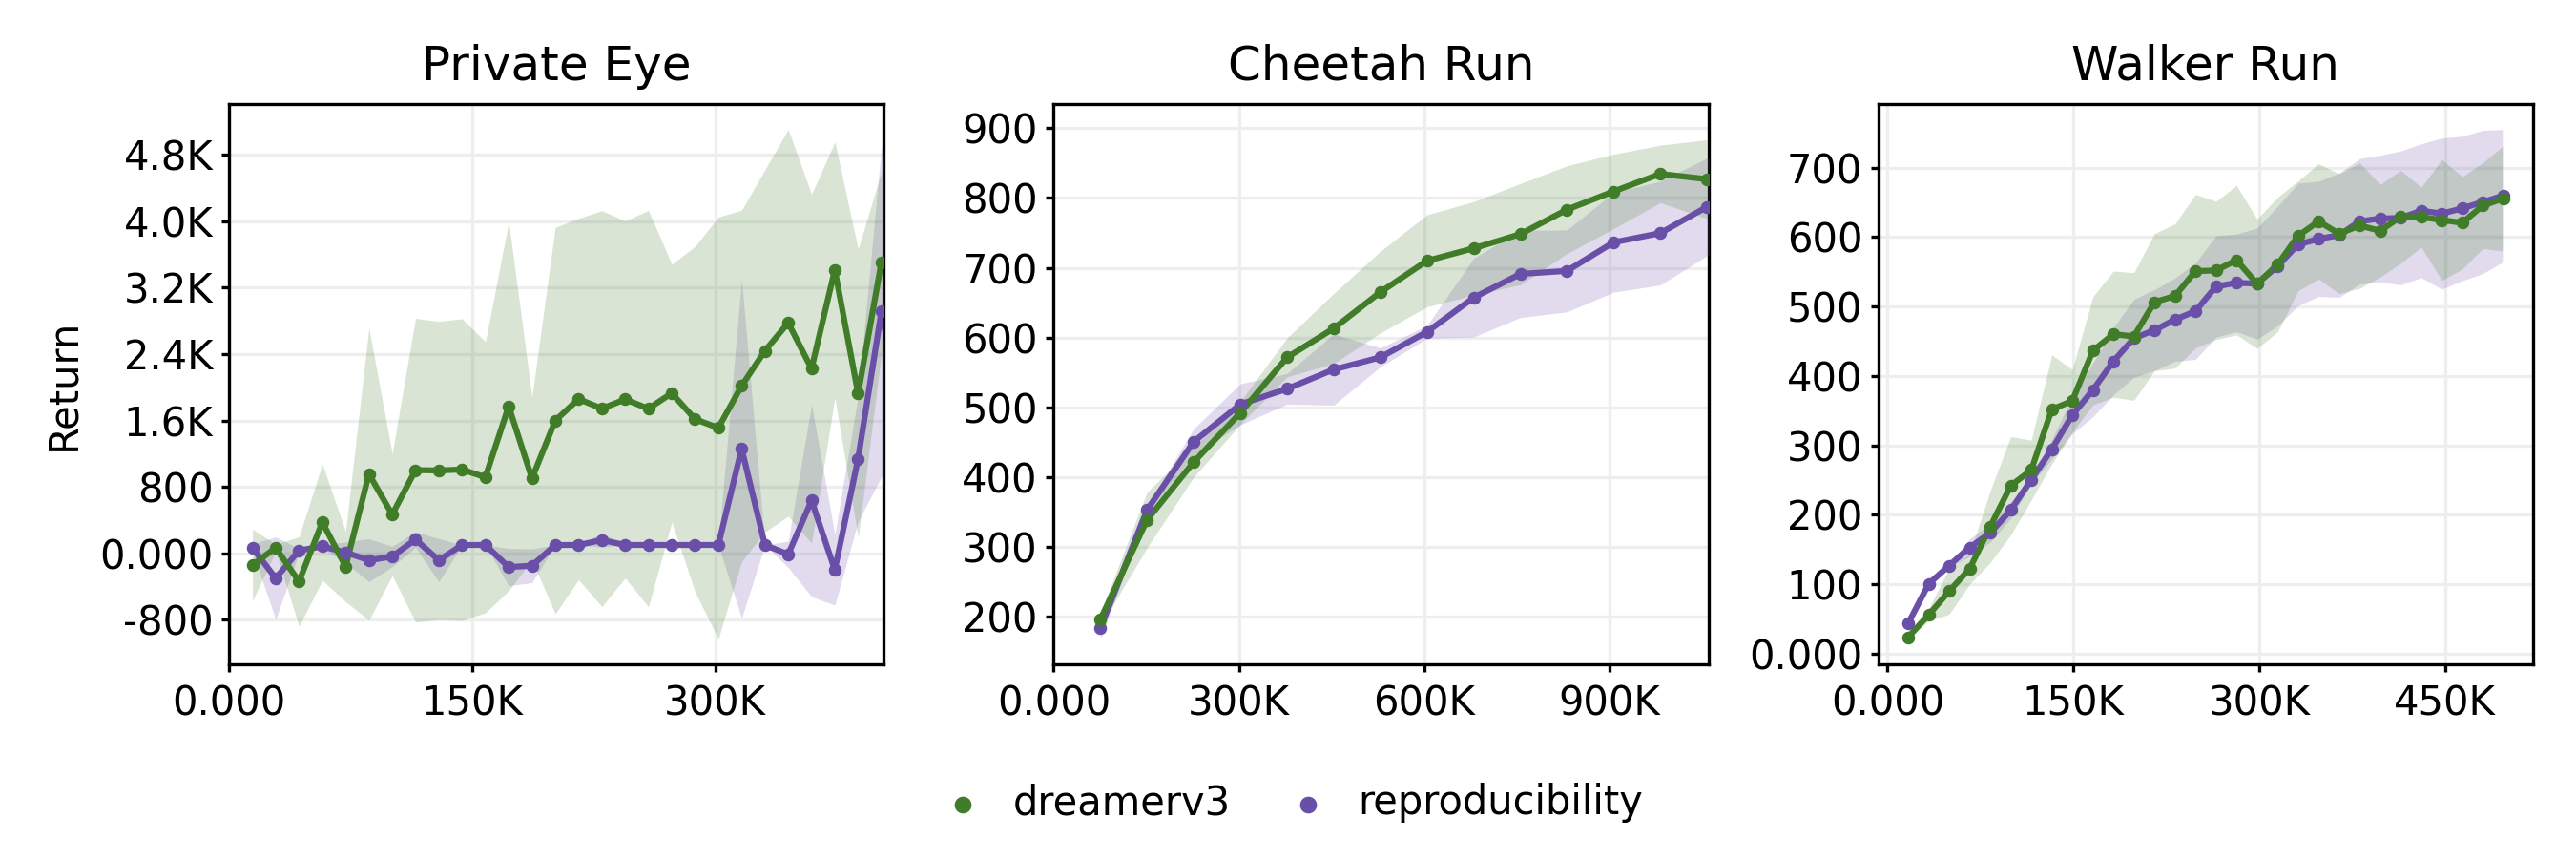 Private Eye
Cheetah Run
Walker Run
Return
4.8K
4.0K
3.2K
2.4K
1.6K
800
0.000
-800
0.000 150K 300K
900
800
700
600
500
400
300
200
0.000 300K 600K 900K
700
600
500
400
300
200
100
0.000
0.000 150K 300K 450K
dreamerv3 reproducibility